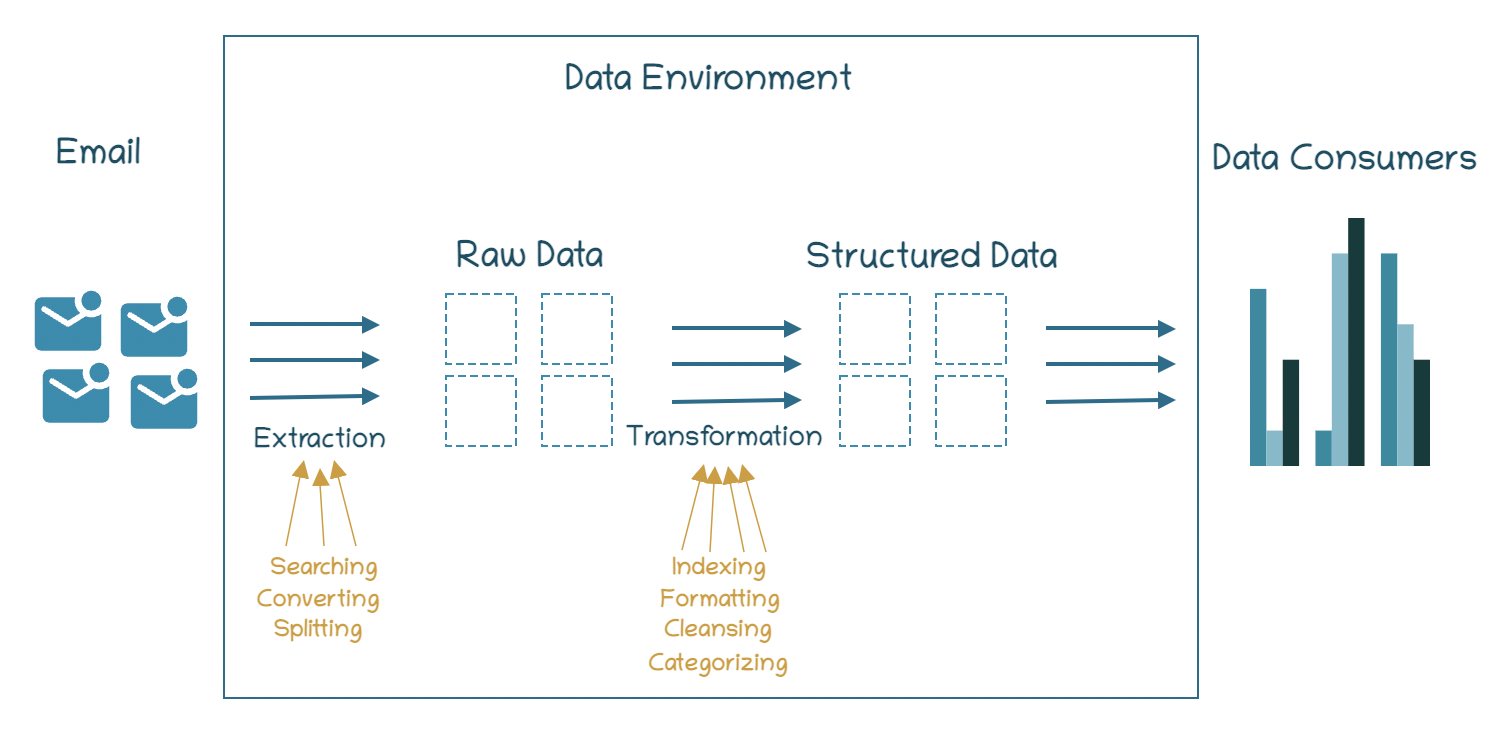 Data Environment
Email
Data Consumers
Raw Data
Structured Data
Extraction
Transformation
Searching
Converting
Splitting
Indexing
Formatting
Cleansing
Categorizing